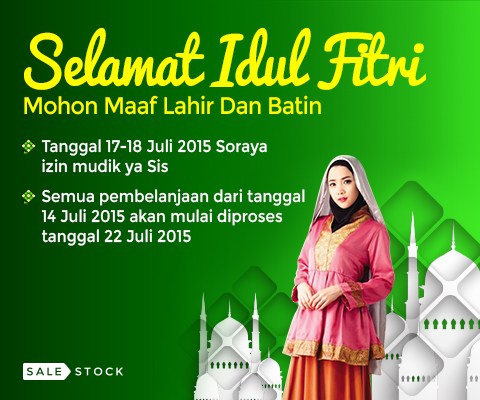 Selamat Idul Fitri
Mohon Maaf Lahir Dan Batin
Tanggal 17-18 Juli 2015 Soraya
izin mudik ya Sis
Semua pembelanjaan dari tanggal
14 Juli 2015 akan mulai diproses
tanggal 22 Juli 2015
SALE STOCK